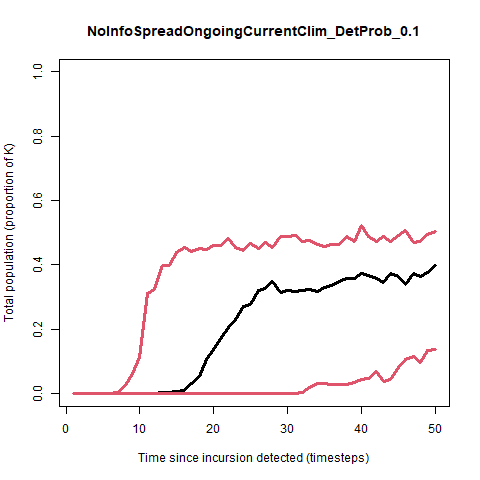 NoInfoSpreadOngoingCurrentClim_DetProb_0.1
Total population (proportion of K)
1.0
0.8
0.6
0.4
0.2
0.0
0 10 20 30 40 50
Time since incursion detected (timesteps)